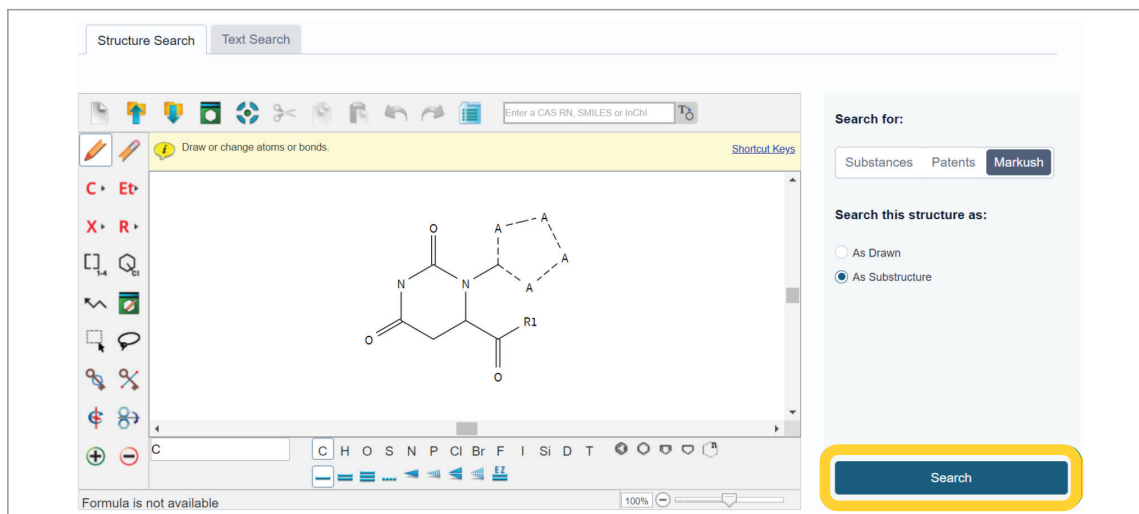 Structure Search
Text Search
Enter a CAS RN, SMILES or InChI
T
Draw or change atoms or bonds.
Shortcut Keys
C
Et
X
R
1-4
Cl
O
A
A
A
A
N
N
R1
O
O
C
C H O S N P Cl Br F I Si D T
n
EZ
Formula is not available
100%
Search for:
Substances
Patents
Markush
Search this structure as:
As Drawn
As Substructure
Search